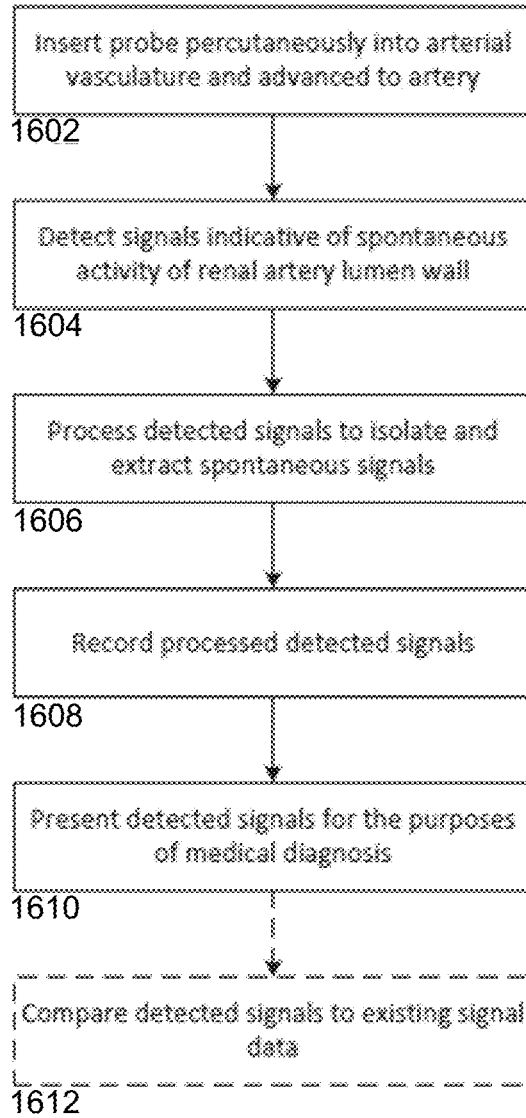 Insert probe percutaneously into arterial
vasculature and advanced to artery
1602
Detect signals indicative of spontaneous
activity of renal artery lumen wall
1604
Process detected signals to isolate and
extract spontaneous signals
1606
Record processed detected signals
1608
Present detected signals for the purposes
of medical diagnosis
1610
Compare detected signals to existing signal
data
1612